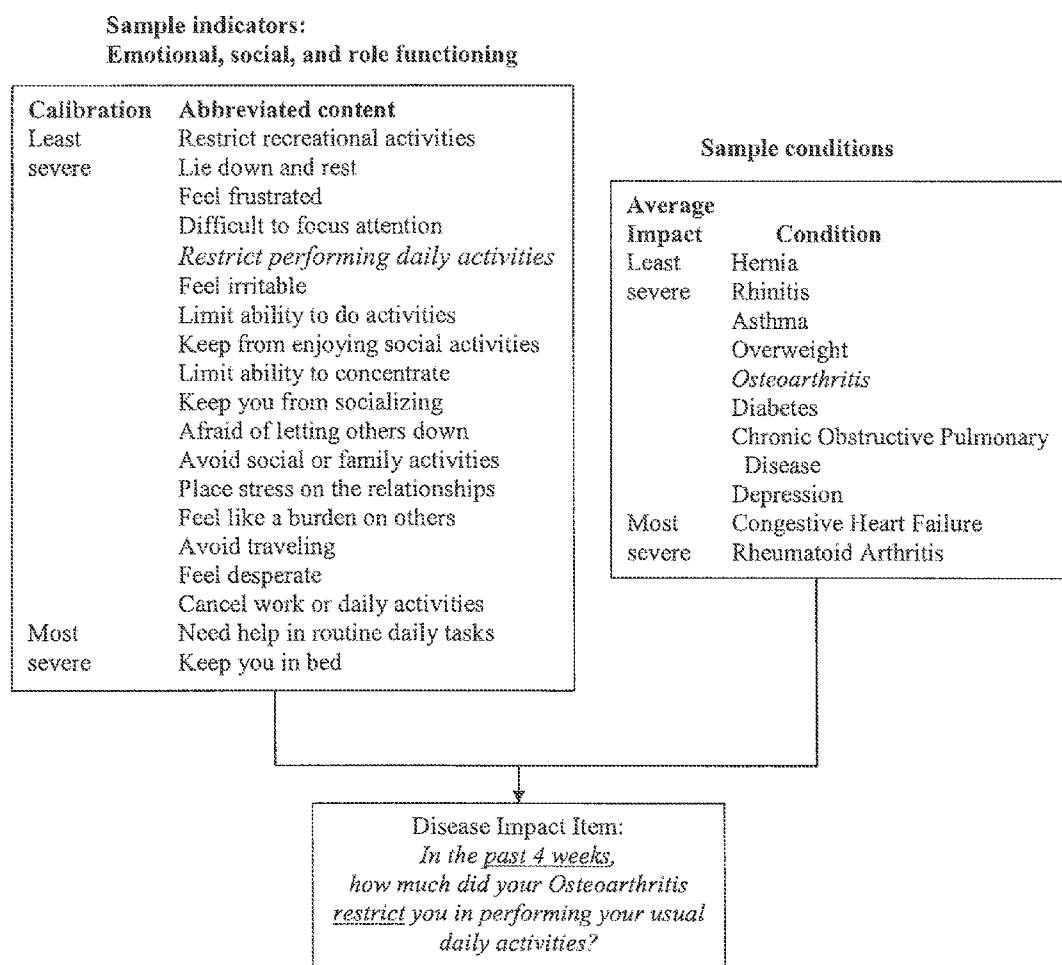 Sample indicators:
Emotional, social, and role functioning
Calibration Abbreviated content
Least Restrict recreational activities
severe Lie down and rest
Feel frustrated
Difficult to focus attention
Restrict performing daily activities
Feel irritable
Limit ability to do activities
Keep from enjoying social activities
Limit ability to concentrate
Keep you from socializing
Afraid of letting others down
Avoid social or family activities
Place stress on the relationships
Feel like a burden on others
Avoid traveling
Feel desperate
Cancel work or daily activities
Most Need help in routine daily tasks
severe Keep you in bed
Sample conditions
Average
Impact Condition
Least Hernia
severe Rhinitis
Asthma
Overweight
Osteoarthritis
Diabetes
Chronic Obstructive Pulmonary
Disease
Depression
Most Congestive Heart Failure
severe Rheumatoid Arthritis
Disease Impact Item:
In the past 4 weeks,
how much did your Osteoarthritis
restrict you in performing your usual
daily activities?